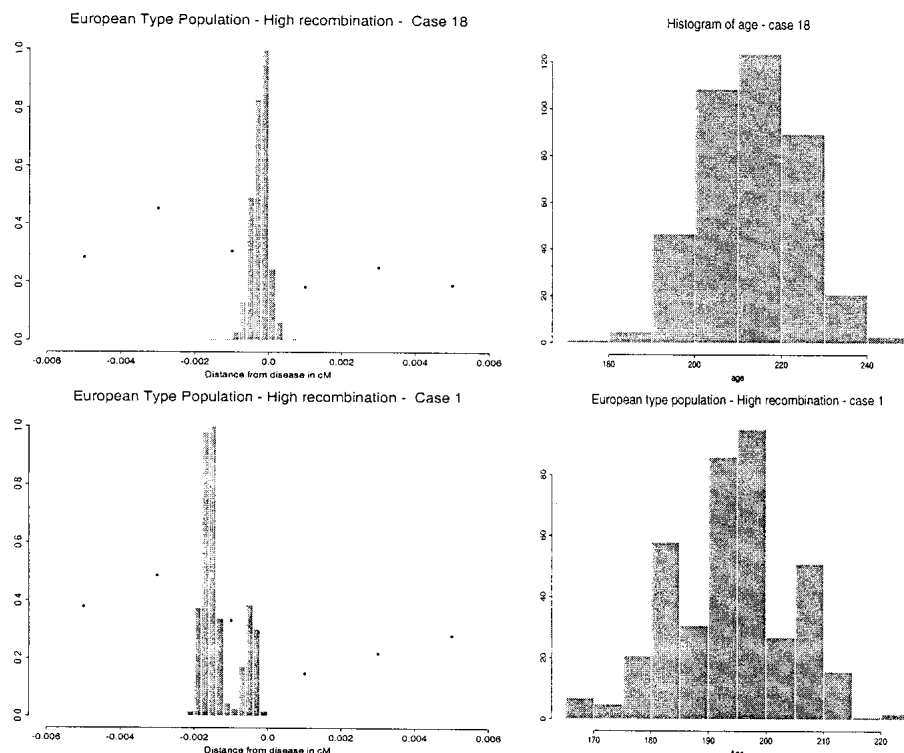 European Type Population - High recombination - Case 18
1.0
0.8
0.6
0.4
0.2
0.0
-0.006 -0.004 -0.002 0.0 0.002 0.004 0.006
Distance from disease in cM
Histogram of age - case 18
120
100
80
60
40
20
0
180 200 220 240
age
European Type Population - High recombination - Case 1
1.0
0.8
0.6
0.4
0.2
0.0
-0.006 -0.004 -0.002 0.0 0.002 0.004 0.006
Distance from disease in cM
European type population - High recombination - case 1
80
60
40
20
0
170 180 190 200 210 220
Age